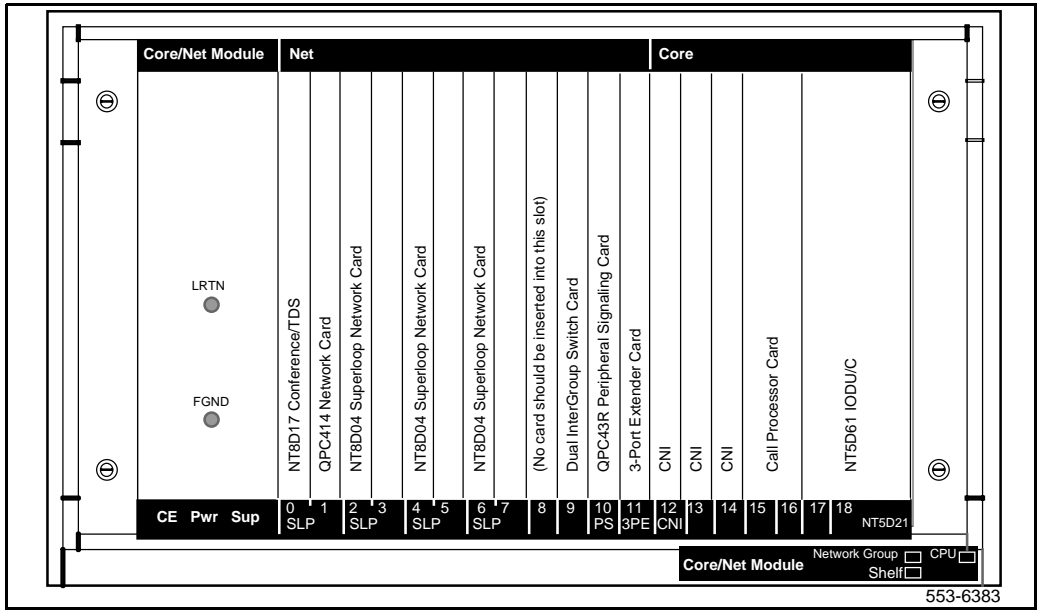 Core/Net Module Net Core
LRTN
FGND
NT8D17 Conference/TDS
QPC414 Network Card
NT8D04 Superloop Network Card
NT8D04 Superloop Network Card
NT8D04 Superloop Network Card
(No card should be inserted into this slot)
Dual InterGroup Switch Card
QPC43R Peripheral Signaling Card
3-Port Extender Card
CNI
CNI
CNI
Call Processor Card
NT5D61 IODU/C
CE Pwr Sup
0 1 2 3 4 5 6 7 8 9 10 11 12 13 14 15 16 17 18
SLP SLP SLP SLP PS 3PE CNI NT5D21
Core/Net Module
Network Group CPU
Shelf
553-6383